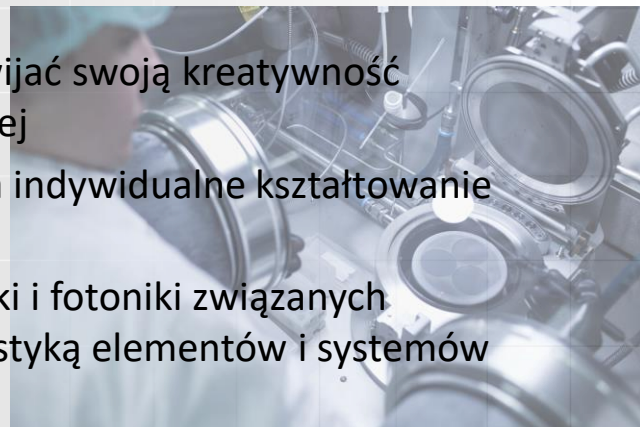 wijać swoją kreatywność
ej
indywidualne kształtowanie
ki i fotoniki związanych
styką elementów i systemów